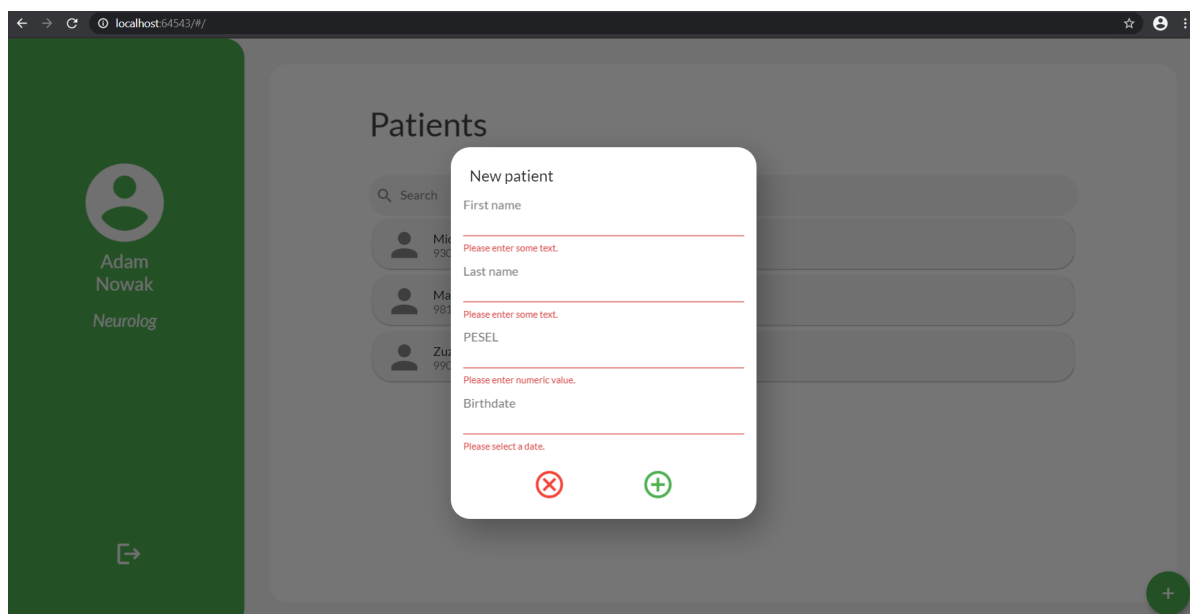 localhost:64543/#/
Adam
Nowak
Neurolog
Patients
Search
New patient
First name
Please enter some text.
Last name
Please enter some text.
PESEL
Please enter numeric value.
Birthdate
Please select a date.